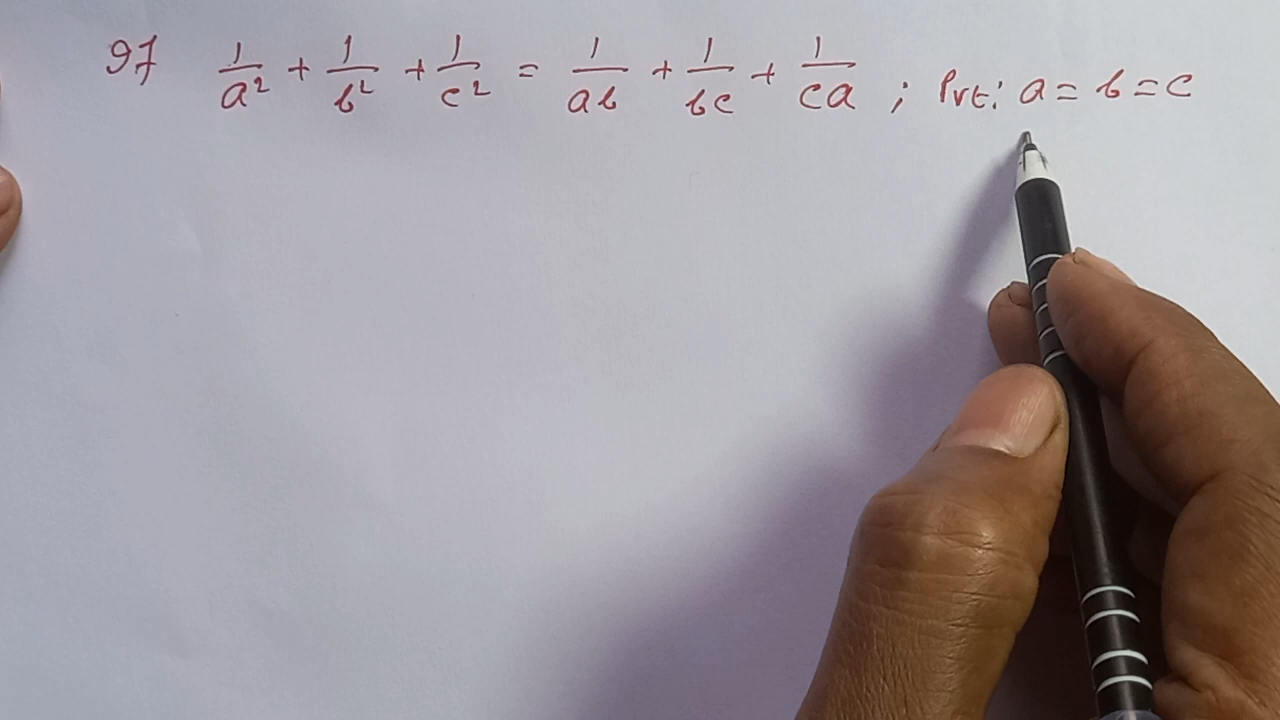 97 1/a² + 1/b² + 1/c² = 1/ab + 1/bc + 1/ca ; Prt: a = b = c